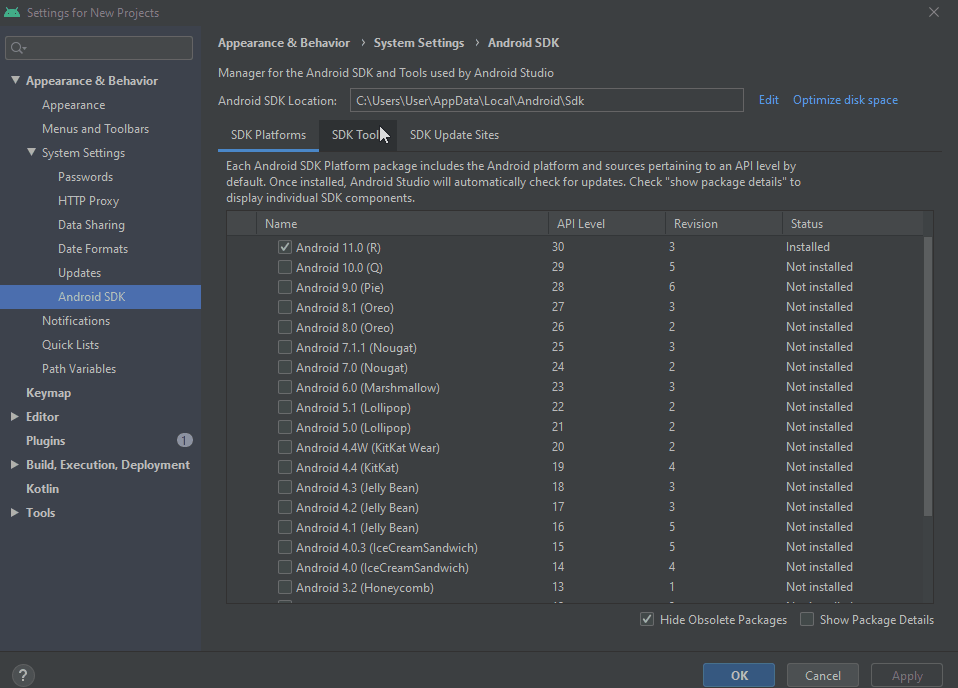 Settings for New Projects
Appearance & Behavior
Appearance
Menus and Toolbars
System Settings
Passwords
HTTP Proxy
Data Sharing
Date Formats
Updates
Android SDK
Notifications
Quick Lists
Path Variables
Keymap
Editor
Plugins 1
Build, Execution, Deployment
Kotlin
Tools
Appearance & Behavior › System Settings › Android SDK
Manager for the Android SDK and Tools used by Android Studio
Android SDK Location: C:\Users\User\AppData\Local\Android\Sdk Edit Optimize disk space
SDK Platforms SDK Tools SDK Update Sites
Each Android SDK Platform package includes the Android platform and sources pertaining to an API level by
default. Once installed, Android Studio will automatically check for updates. Check "show package details" to
display individual SDK components.
Name API Level Revision Status
Android 11.0 (R) 30 3 Installed
Android 10.0 (Q) 29 5 Not installed
Android 9.0 (Pie) 28 6 Not installed
Android 8.1 (Oreo) 27 3 Not installed
Android 8.0 (Oreo) 26 2 Not installed
Android 7.1.1 (Nougat) 25 3 Not installed
Android 7.0 (Nougat) 24 2 Not installed
Android 6.0 (Marshmallow) 23 3 Not installed
Android 5.1 (Lollipop) 22 2 Not installed
Android 5.0 (Lollipop) 21 2 Not installed
Android 4.4W (KitKat Wear) 20 2 Not installed
Android 4.4 (KitKat) 19 4 Not installed
Android 4.3 (Jelly Bean) 18 3 Not installed
Android 4.2 (Jelly Bean) 17 3 Not installed
Android 4.1 (Jelly Bean) 16 5 Not installed
Android 4.0.3 (IceCreamSandwich) 15 5 Not installed
Android 4.0 (IceCreamSandwich) 14 4 Not installed
Android 3.2 (Honeycomb) 13 1 Not installed
Hide Obsolete Packages Show Package Details
? OK Cancel Apply